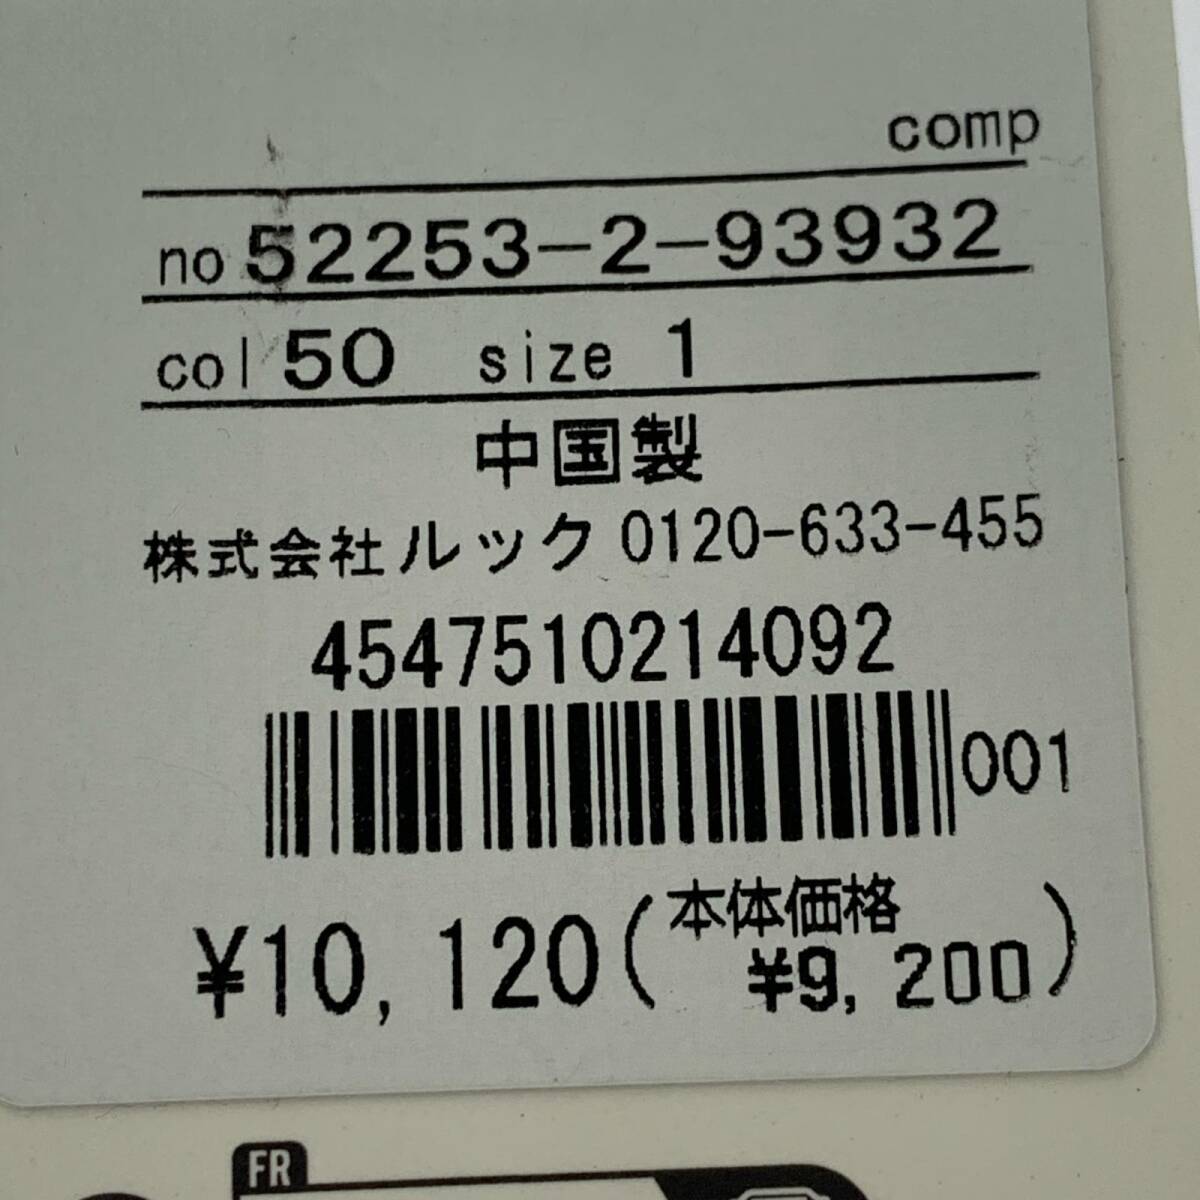 comp
no 52253-2-93932
col 50 size 1
中国製
株式会社ルック 0120-633-455
4547510214092
001
¥10,120(本体価格 ¥9,200)
FR